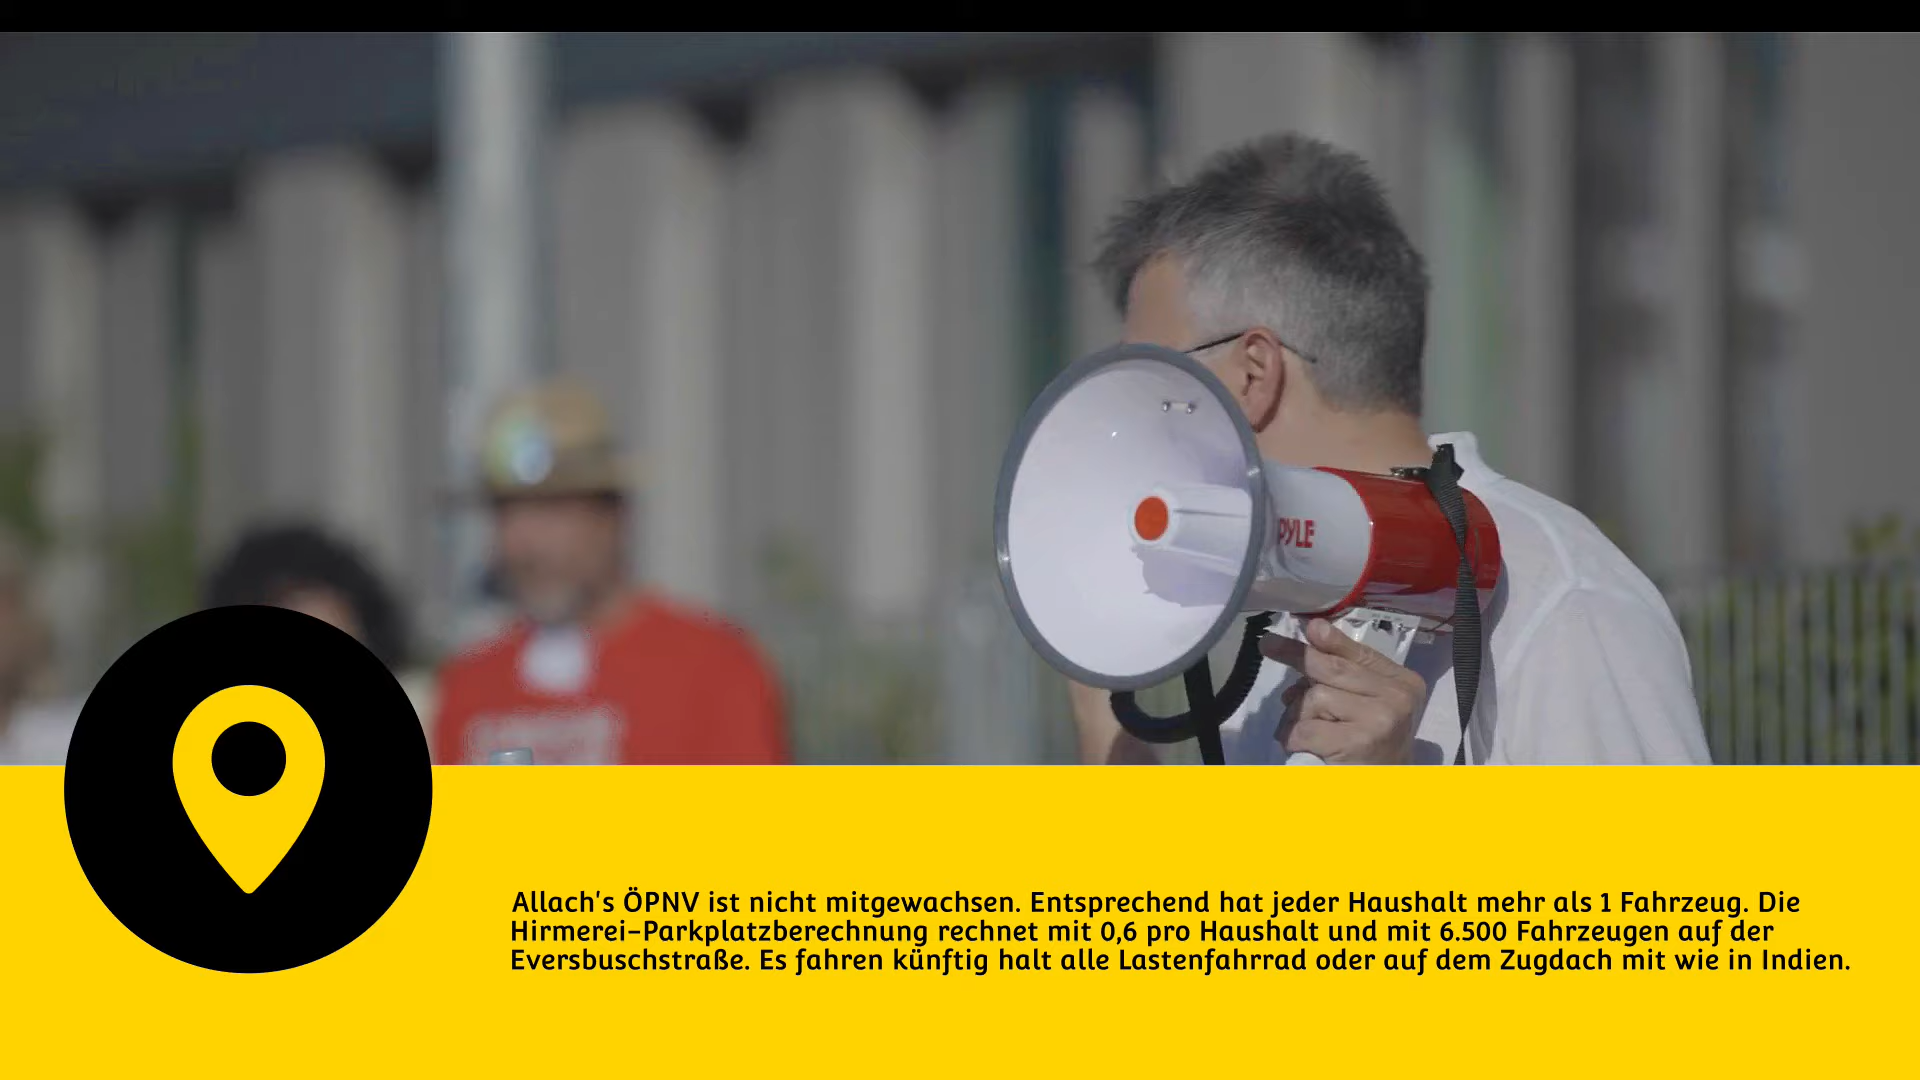 PYLE
Allach's ÖPNV ist nicht mitgewachsen. Entsprechend hat jeder Haushalt mehr als 1 Fahrzeug. Die
Hirmerei-Parkplatzberechnung rechnet mit 0,6 pro Haushalt und mit 6.500 Fahrzeugen auf der
Eversbuschstraße. Es fahren künftig halt alle Lastenfahrrad oder auf dem Zugdach mit wie in Indien.